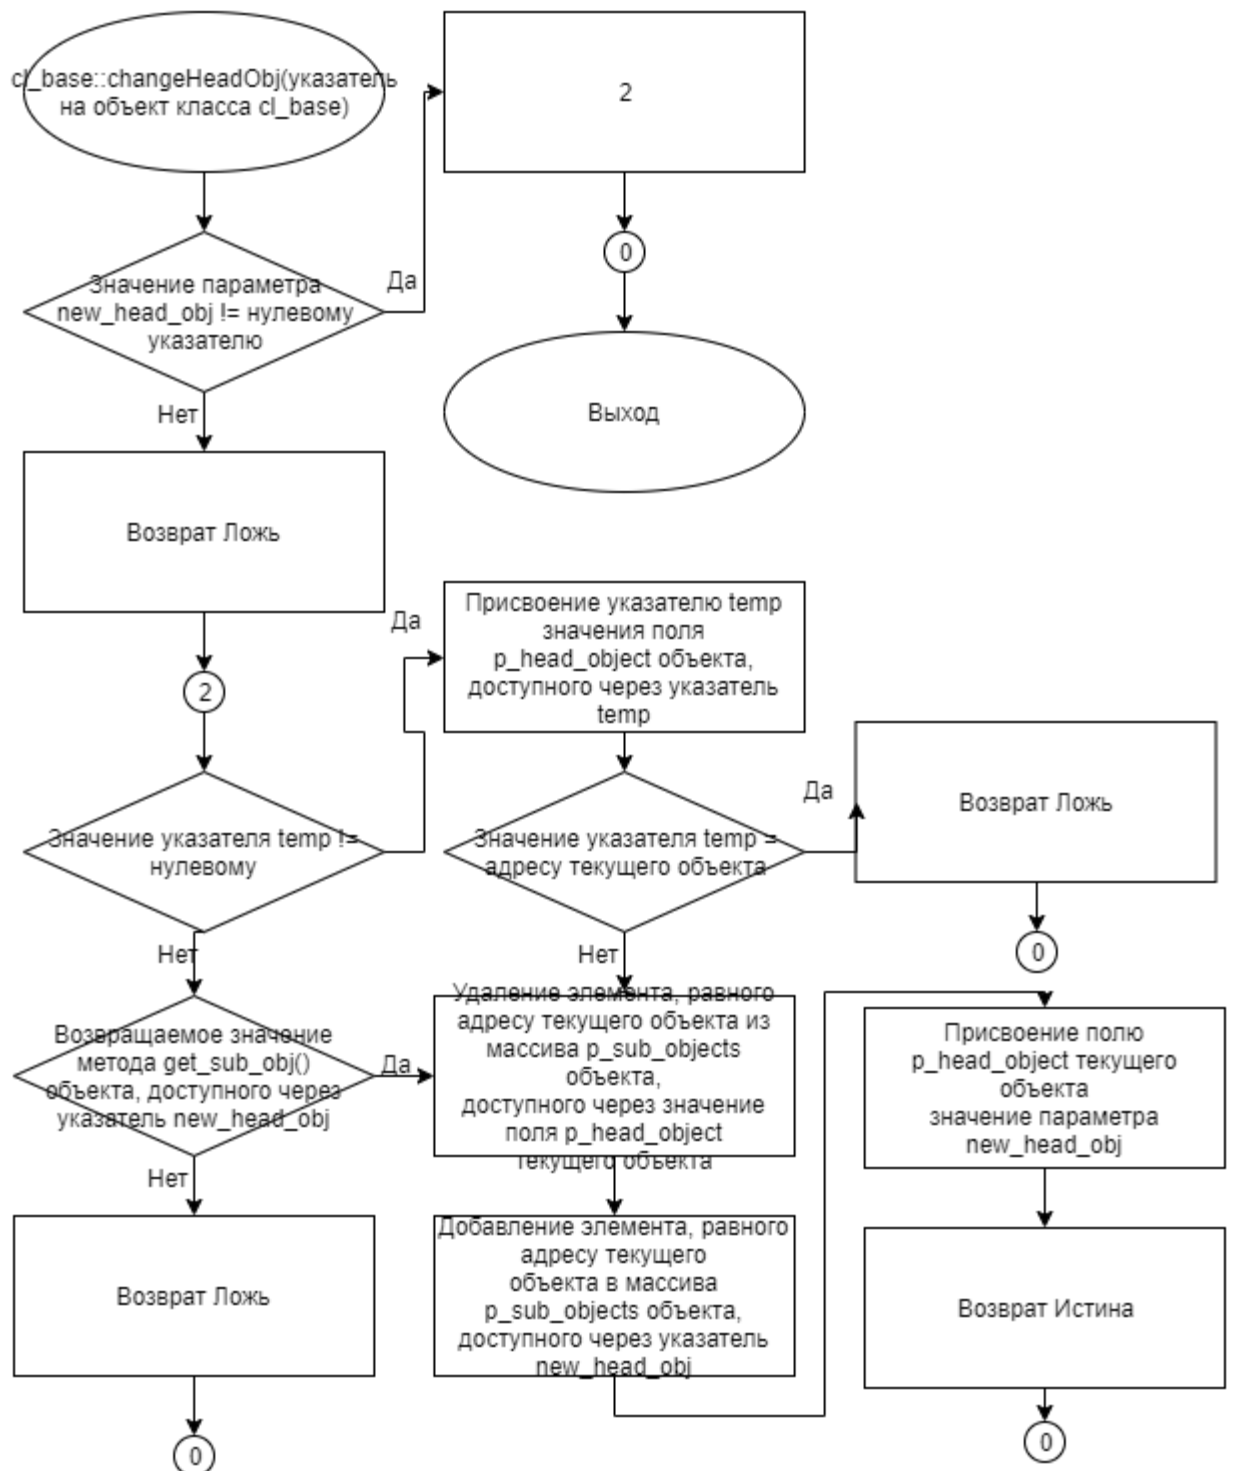 cl_base::changeHeadObj(указатель
на объект класса cl_base)
2
0
Выход
Значение параметра
new_head_obj != нулевому
указателю
Да
Нет
Возврат Ложь
2
Значение указателя temp !=
нулевому
Да
Нет
Присвоение указателю temp
значения поля
p_head_object объекта,
доступного через указатель
temp
Значение указателя temp =
адресу текущего объекта
Да
Нет
Возврат Ложь
0
Возвращаемое значение
метода get_sub_obj()
объекта, доступного через
указатель new_head_obj
Да
Нет
Удаление элемента, равного
адресу текущего объекта из
массива p_sub_objects
объекта,
доступного через значение
поля p_head_object
текущего объекта
Возврат Ложь
0
Добавление элемента, равного
адресу текущего
объекта в массива
p_sub_objects объекта,
доступного через указатель
new_head_obj
Присвоение полю
p_head_object текущего
объекта
значение параметра
new_head_obj
Возврат Истина
0